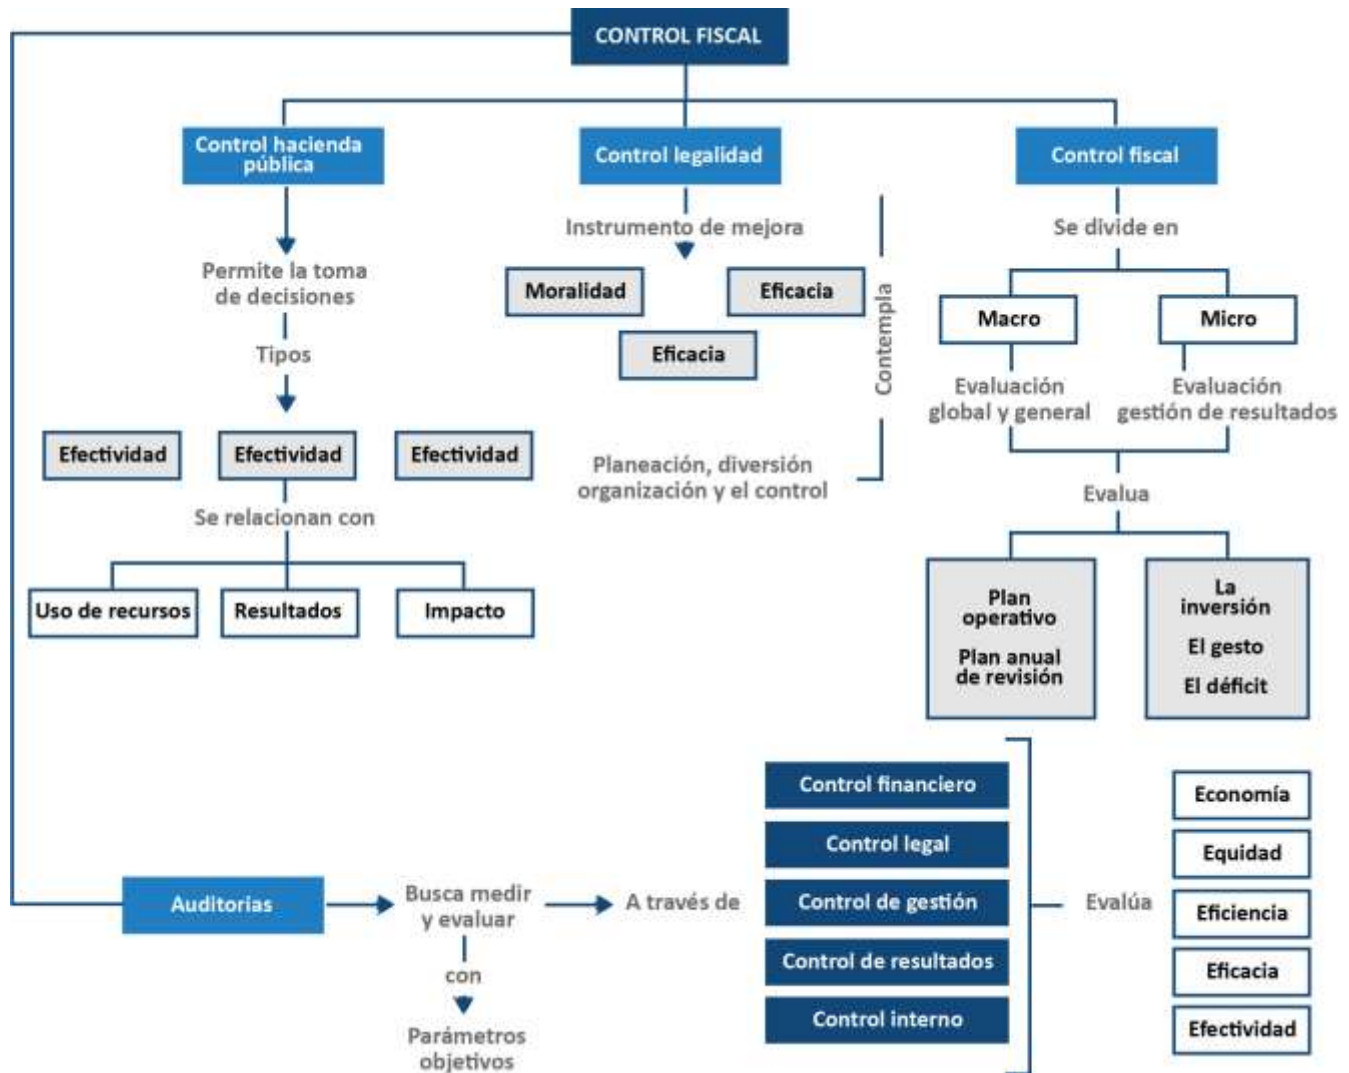 CONTROL FISCAL
Control hacienda
pública
Permite la toma
de decisiones
Tipos
Efectividad
Efectividad
Efectividad
Se relacionan con
Uso de recursos
Resultados
Impacto
Control legalidad
Instrumento de mejora
Moralidad
Eficacia
Eficacia
Contempla
Planeación, diversión
organización y el control
Control fiscal
Se divide en
Macro
Micro
Evaluación
global y general
Evaluación
gestión de resultados
Evalua
Plan
operativo
Plan anual
de revisión
La
inversión
El gesto
El déficit
Auditorias
Busca medir
y evaluar
con
Parámetros
objetivos
A través de
Control financiero
Control legal
Control de gestión
Control de resultados
Control interno
Evalúa
Economía
Equidad
Eficiencia
Eficacia
Efectividad